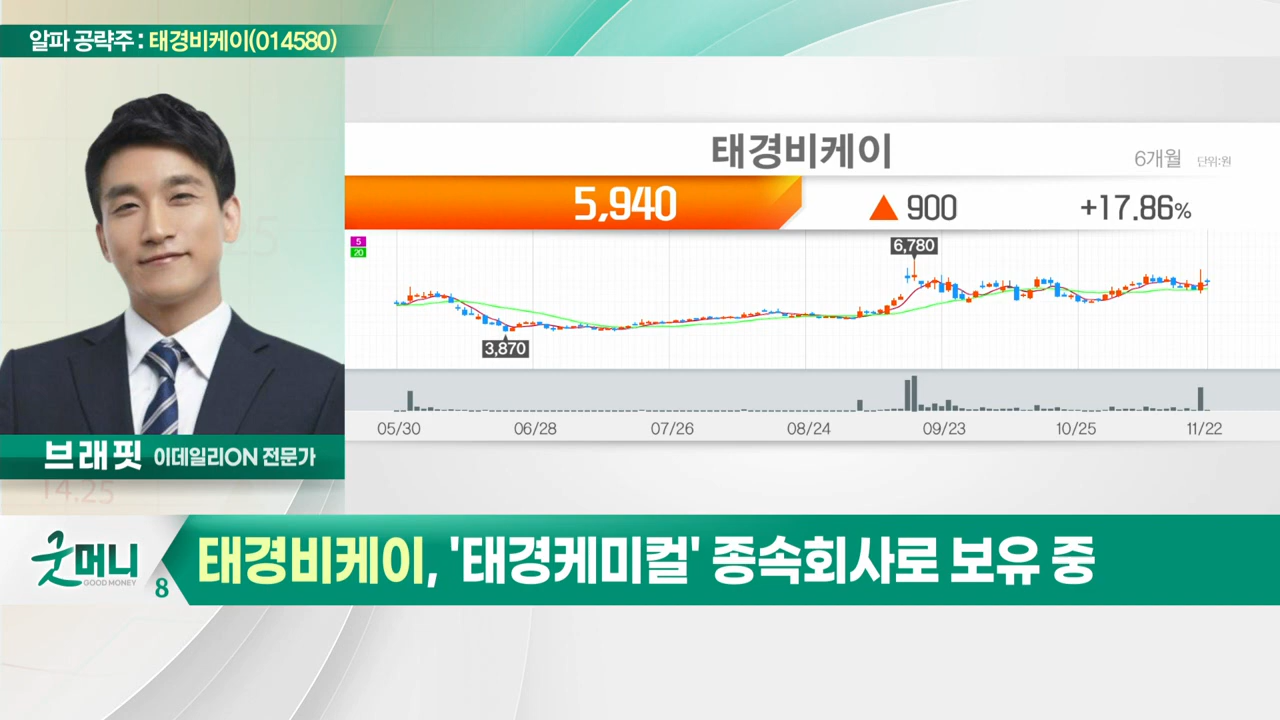 알파 공략주 : 태경비케이(014580)
태경비케이
6개월 단위:원
5,940 ▲ 900 +17.86%
5
20
6,780
3,870
05/30 06/28 07/26 08/24 09/23 10/25 11/22
브래핏 이데일리ON 전문가
14.25
굿머니
GOOD MONEY
8
태경비케이, '태경케미컬' 종속회사로 보유 중